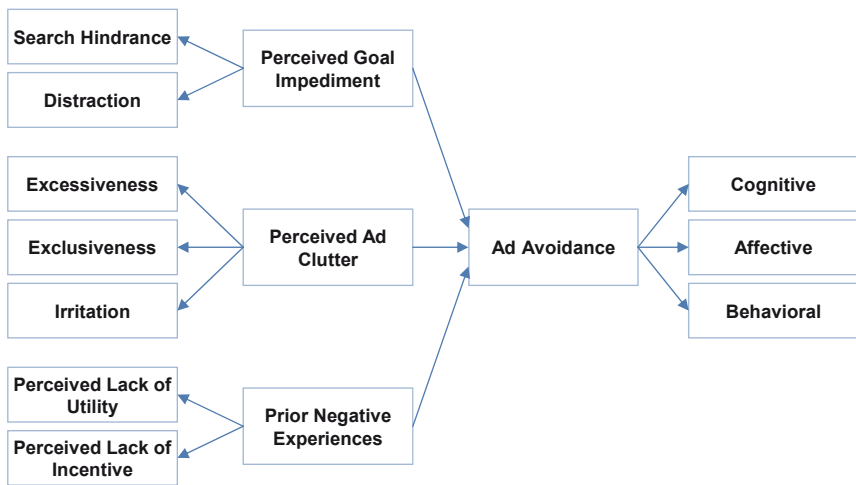 Search Hindrance
Distraction
Perceived Goal
Impediment
Excessiveness
Exclusiveness
Irritation
Perceived Ad
Clutter
Ad Avoidance
Cognitive
Affective
Behavioral
Perceived Lack of
Utility
Perceived Lack of
Incentive
Prior Negative
Experiences